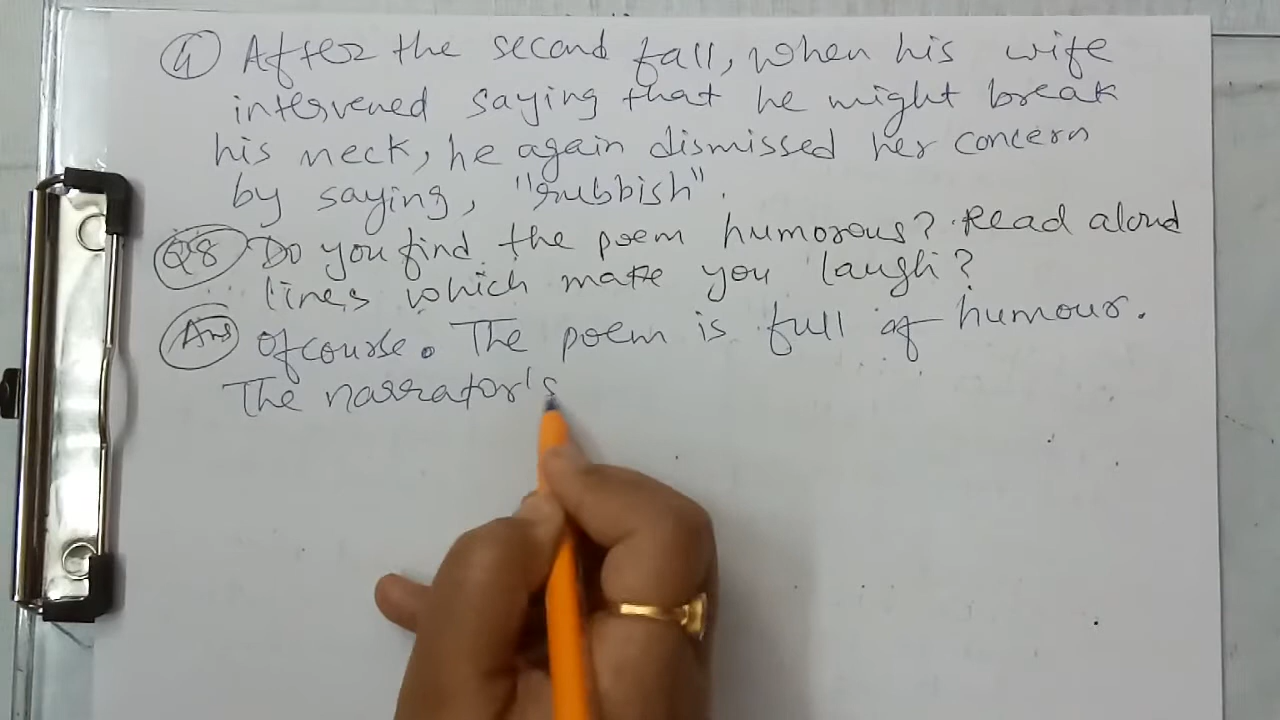 4 After the second fall, when his wife
intervened saying that he might break
his neck, he again dismissed her concern
by saying, "rubbish".
Q8 Do you find the poem humorous? Read aloud
lines which make you laugh?
Ans Ofcourse. The poem is full of humour.
The narrator's